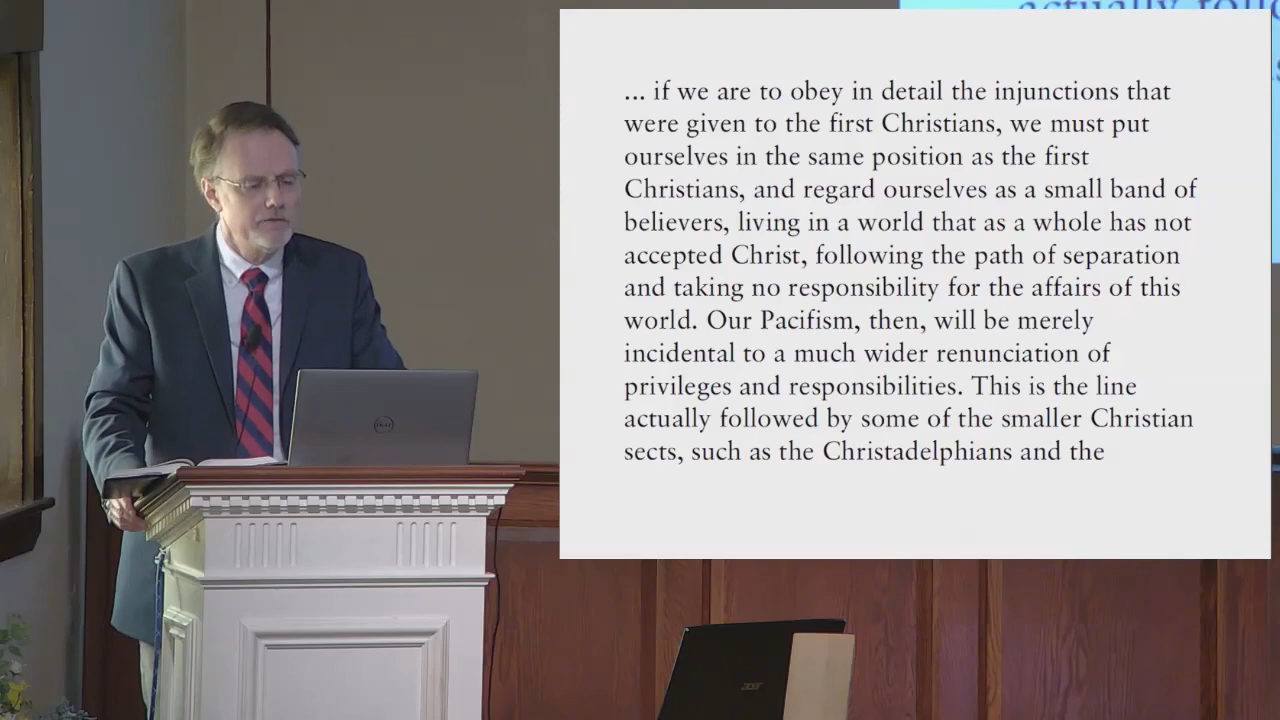 actually follo
... if we are to obey in detail the injunctions that
were given to the first Christians, we must put
ourselves in the same position as the first
Christians, and regard ourselves as a small band of
believers, living in a world that as a whole has not
accepted Christ, following the path of separation
and taking no responsibility for the affairs of this
world. Our Pacifism, then, will be merely
incidental to a much wider renunciation of
privileges and responsibilities. This is the line
actually followed by some of the smaller Christian
sects, such as the Christadelphians and the
DELL
acer